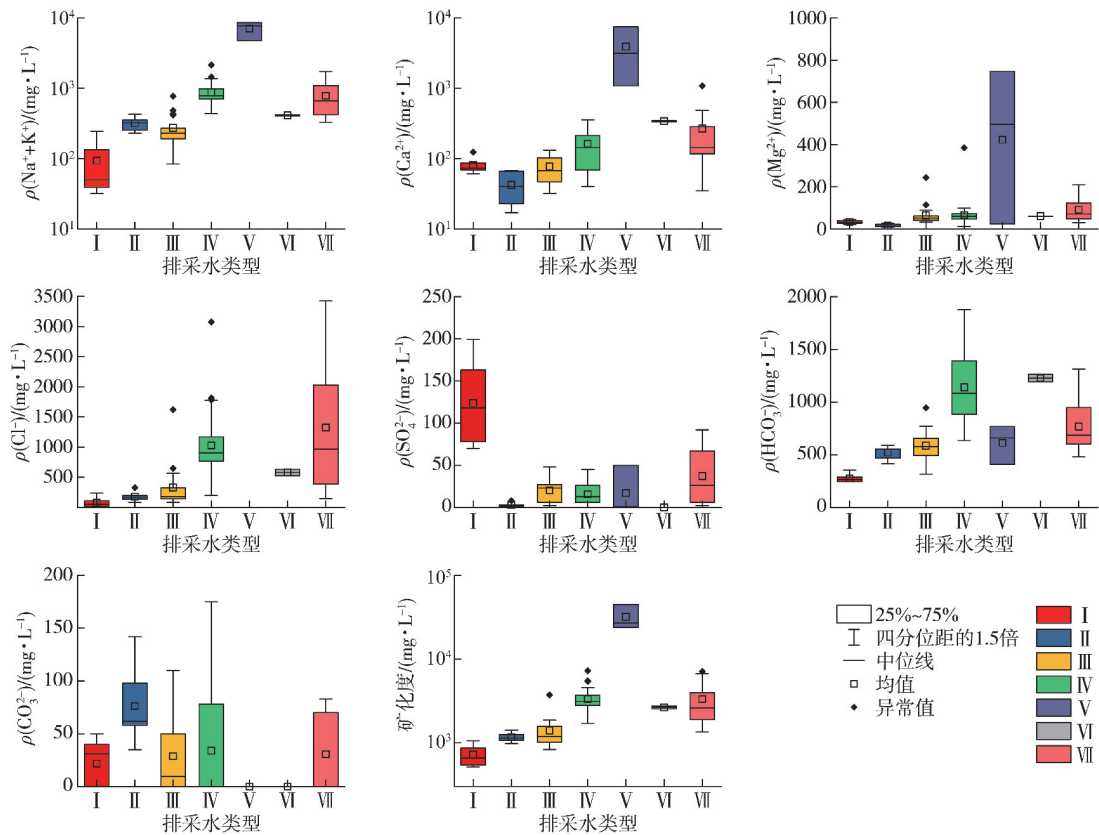 ρ(Na⁺+K⁺)/(mg·L⁻¹)
10⁴
10³
10²
10¹
Ⅰ Ⅱ Ⅲ Ⅳ Ⅴ Ⅵ Ⅶ
排采水类型
ρ(Ca²⁺)/(mg·L⁻¹)
10⁴
10³
10²
10¹
Ⅰ Ⅱ Ⅲ Ⅳ Ⅴ Ⅵ Ⅶ
排采水类型
ρ(Mg²⁺)/(mg·L⁻¹)
1000
800
600
400
200
0
Ⅰ Ⅱ Ⅲ Ⅳ Ⅴ Ⅵ Ⅶ
排采水类型
ρ(Cl⁻)/(mg·L⁻¹)
3500
3000
2500
2000
1500
1000
500
Ⅰ Ⅱ Ⅲ Ⅳ Ⅴ Ⅵ Ⅶ
排采水类型
ρ(SO₄²⁻)/(mg·L⁻¹)
250
200
150
100
50
0
Ⅰ Ⅱ Ⅲ Ⅳ Ⅴ Ⅵ Ⅶ
排采水类型
ρ(HCO₃⁻)/(mg·L⁻¹)
2000
1500
1000
500
0
Ⅰ Ⅱ Ⅲ Ⅳ Ⅴ Ⅵ Ⅶ
排采水类型
ρ(CO₃²⁻)/(mg·L⁻¹)
200
150
100
50
0
Ⅰ Ⅱ Ⅲ Ⅳ Ⅴ Ⅵ Ⅶ
排采水类型
矿化度/(mg·L⁻¹)
10⁵
10⁴
10³
Ⅰ Ⅱ Ⅲ Ⅳ Ⅴ Ⅵ Ⅶ
排采水类型
25%~75%
四分位距的1.5倍
中位线
均值
异常值
Ⅰ
Ⅱ
Ⅲ
Ⅳ
Ⅴ
Ⅵ
Ⅶ